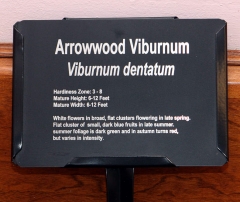 Arrowwood Viburnum
Viburnum dentatum
Hardiness Zone: 3 - 8
Mature Height: 6-12 Feet
Mature Width: 6-12 Feet
White flowers in broad, flat clusters flowering in late spring.
Flat cluster of small, dark blue fruits in late summer,
summer foliage is dark green and in autumn turns red,
but varies in intensity.